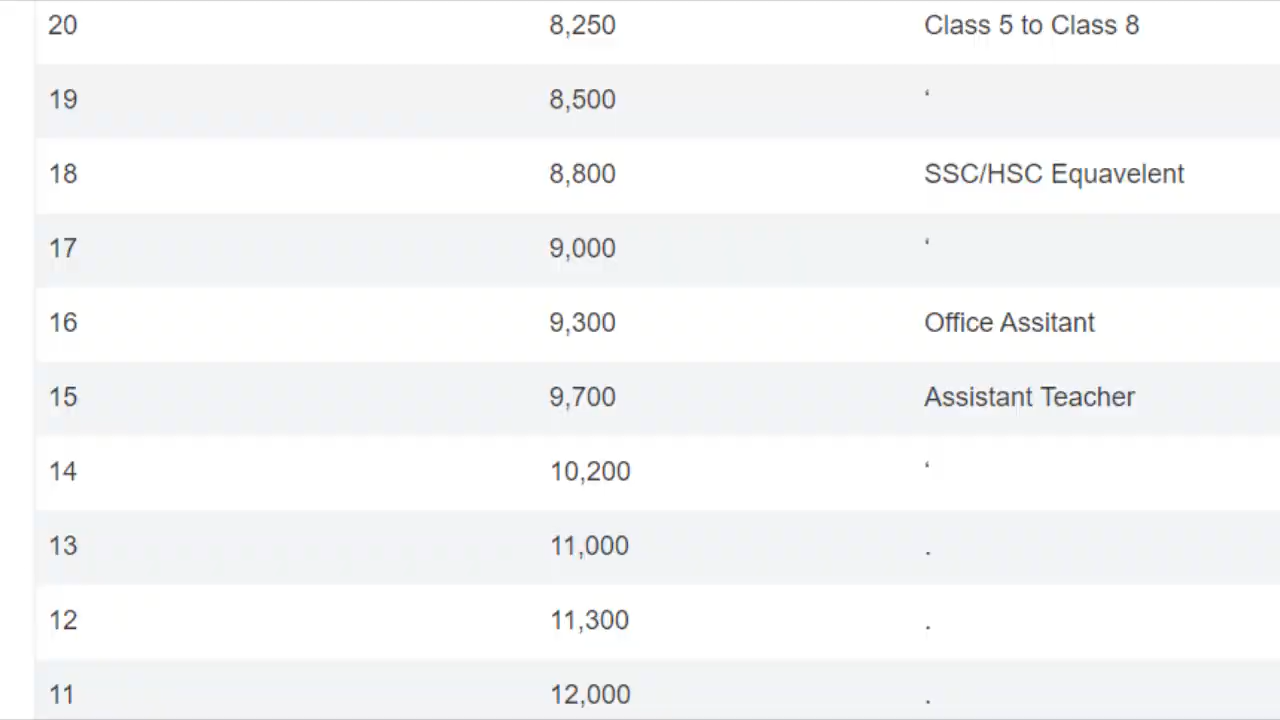 20 8,250 Class 5 to Class 8
19 8,500 ‘
18 8,800 SSC/HSC Equavelent
17 9,000 ‘
16 9,300 Office Assitant
15 9,700 Assistant Teacher
14 10,200 ‘
13 11,000 .
12 11,300 .
11 12,000 .